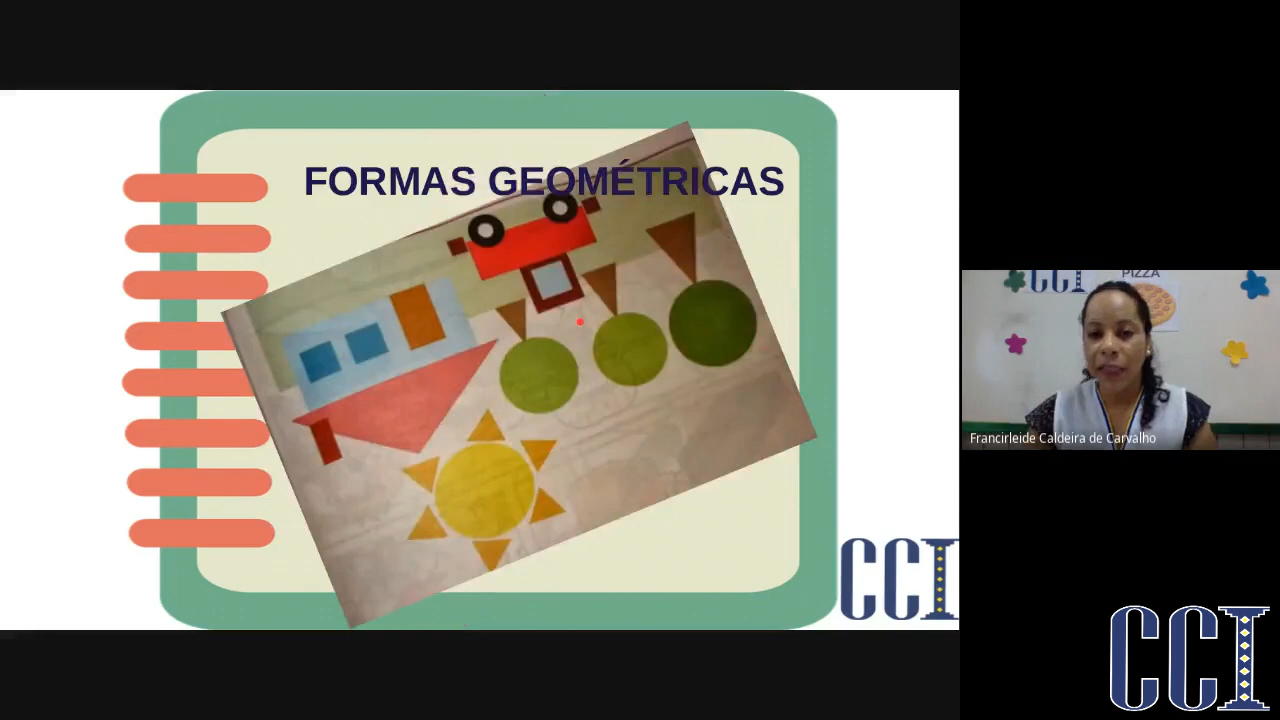 FORMAS GEOMÉTRICAS
CCI
CCI
PIZZA
Francirleide Caldeira de Carvalho
CCI